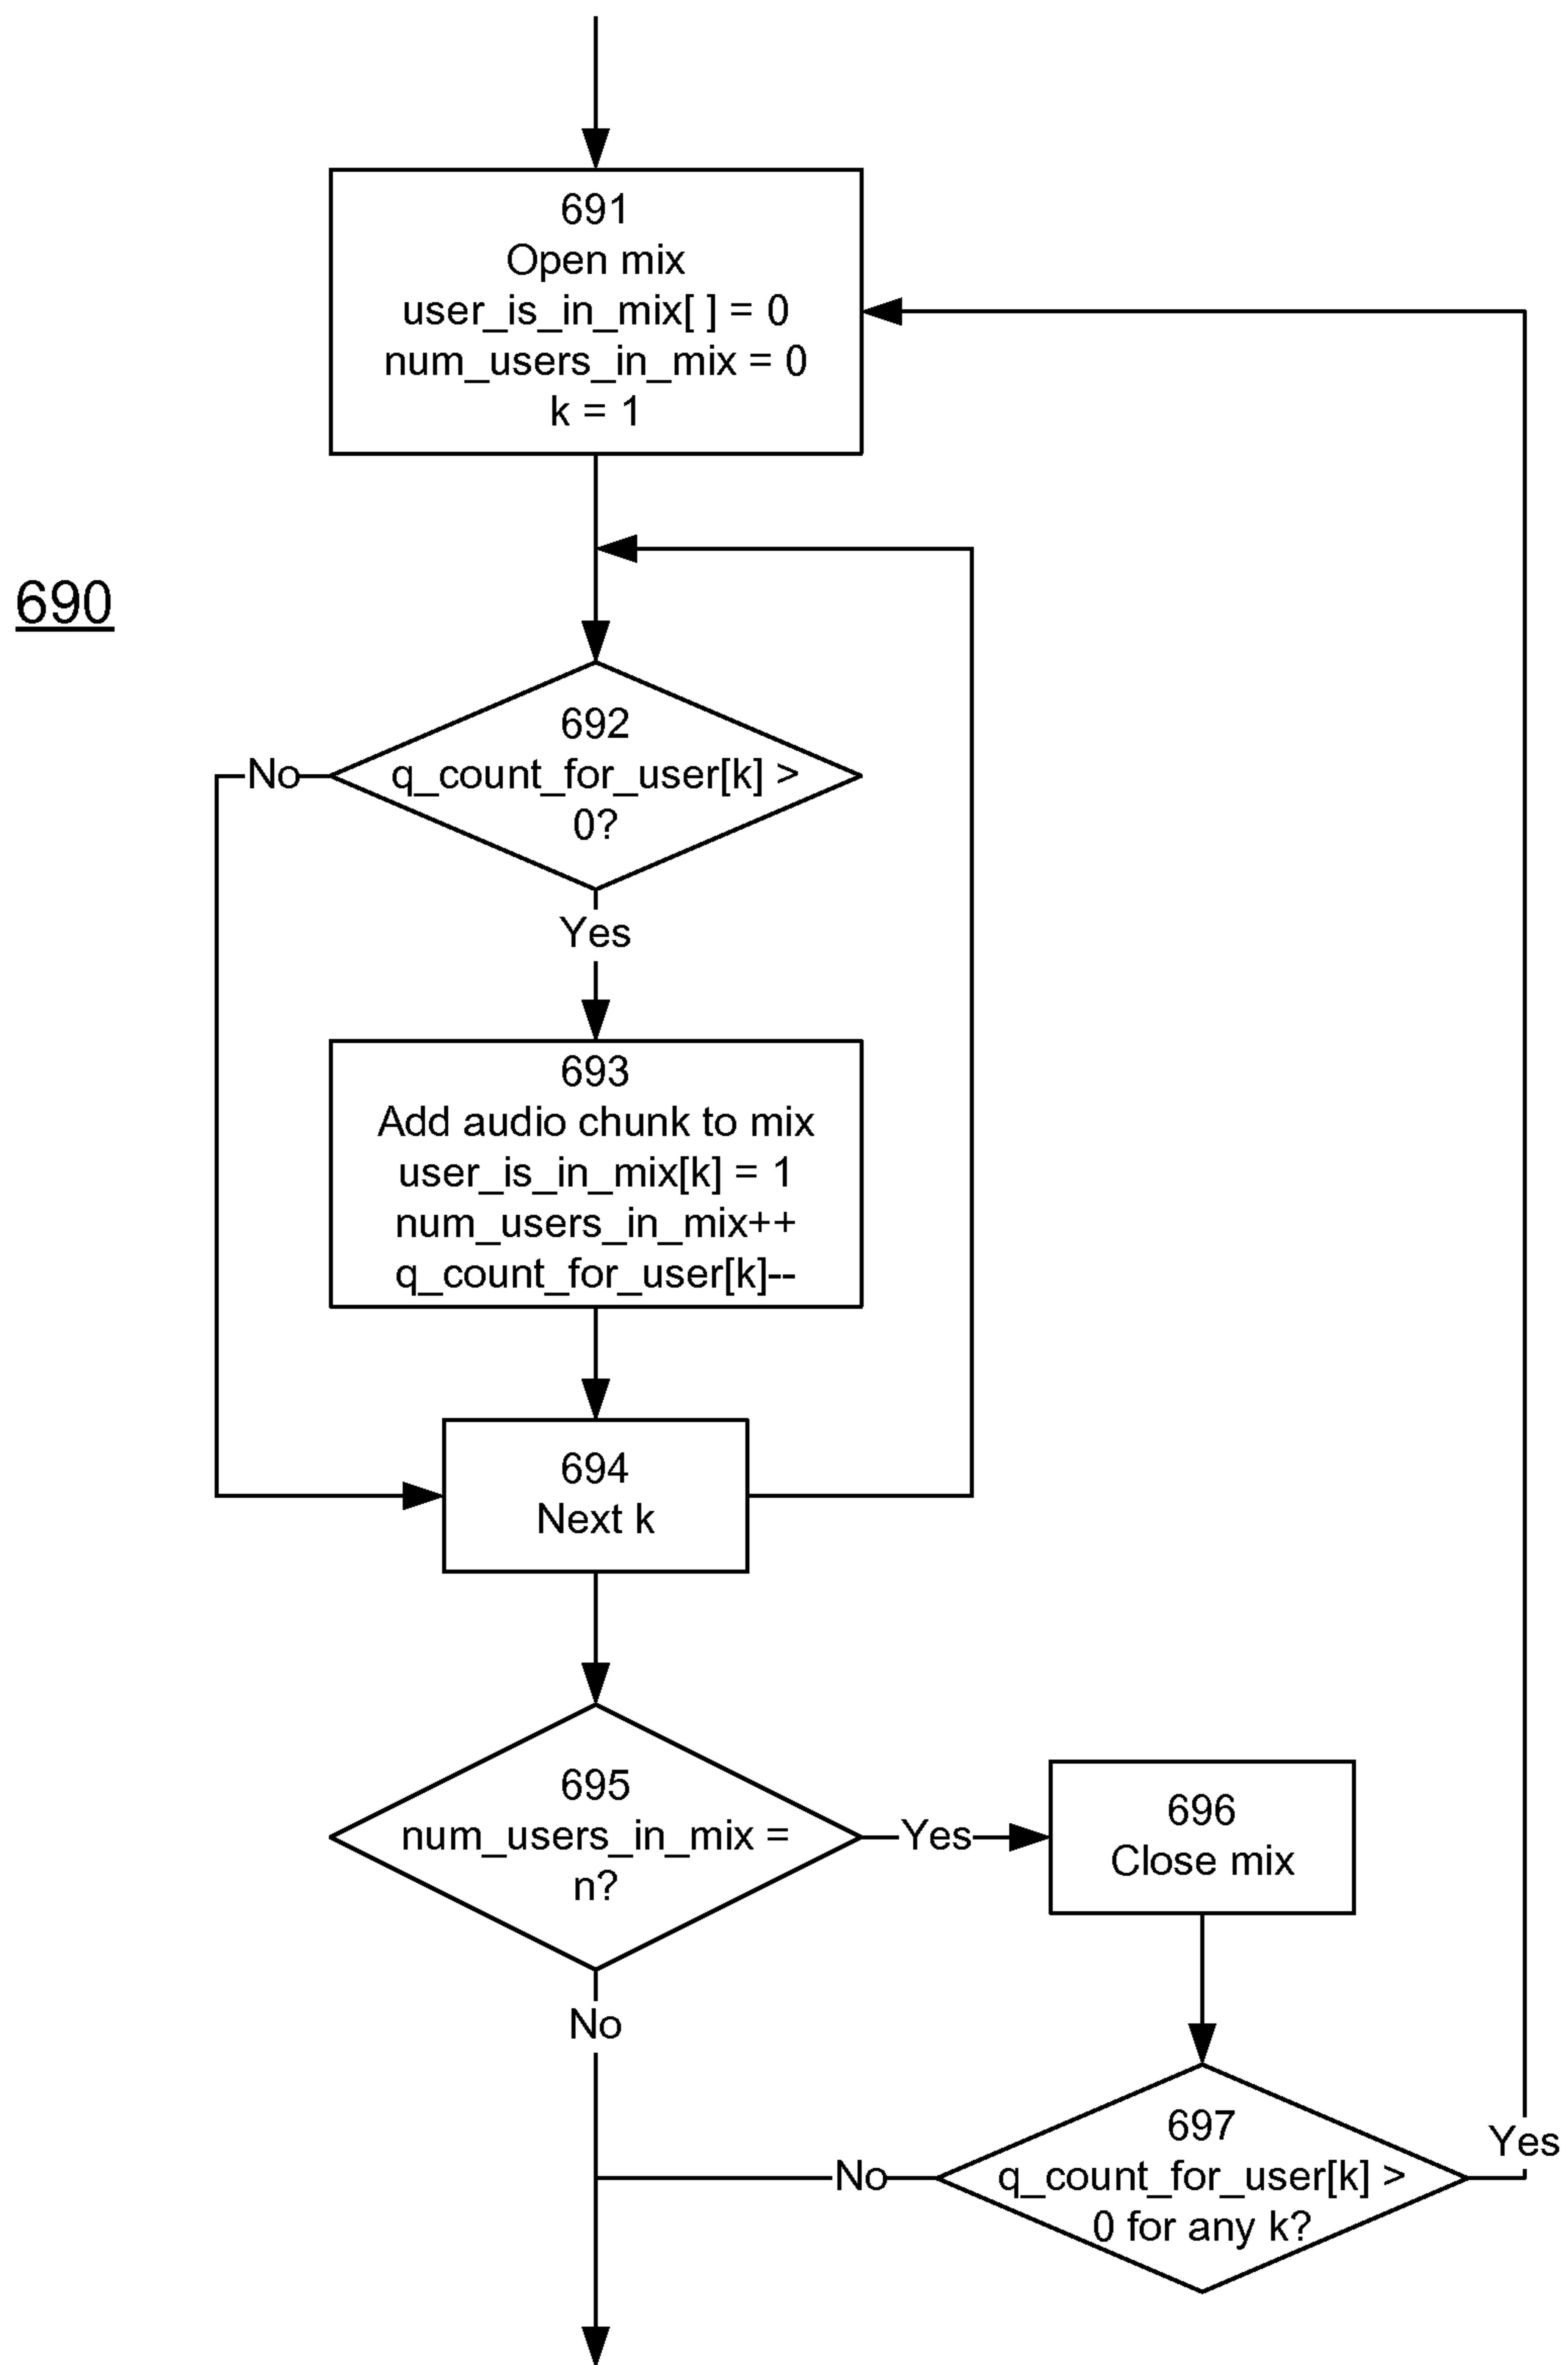 691
Open mix
user_is_in_mix[ ] = 0
num_users_in_mix = 0
k = 1
690
692
q_count_for_user[k] >
0?
No
Yes
693
Add audio chunk to mix
user_is_in_mix[k] = 1
num_users_in_mix++
q_count_for_user[k]--
694
Next k
695
num_users_in_mix =
n?
Yes
696
Close mix
No
697
q_count_for_user[k] >
0 for any k?
No
Yes